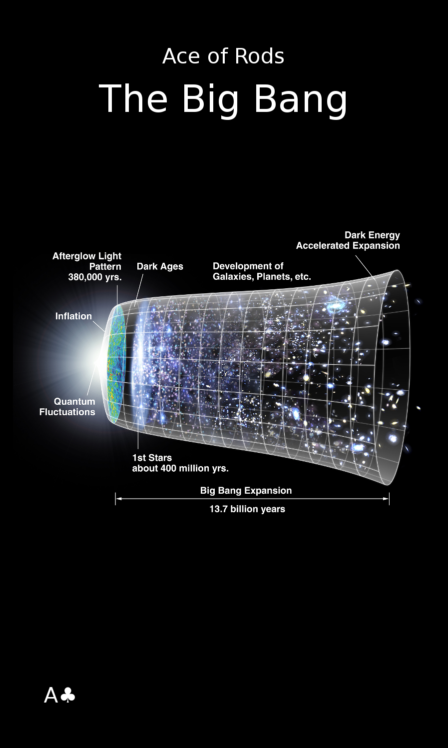 Ace of Rods
The Big Bang
Dark Energy
Accelerated Expansion
Afterglow Light
Pattern
380,000 yrs.
Dark Ages
Development of
Galaxies, Planets, etc.
Inflation
Quantum
Fluctuations
1st Stars
about 400 million yrs.
Big Bang Expansion
13.7 billion years
A♣